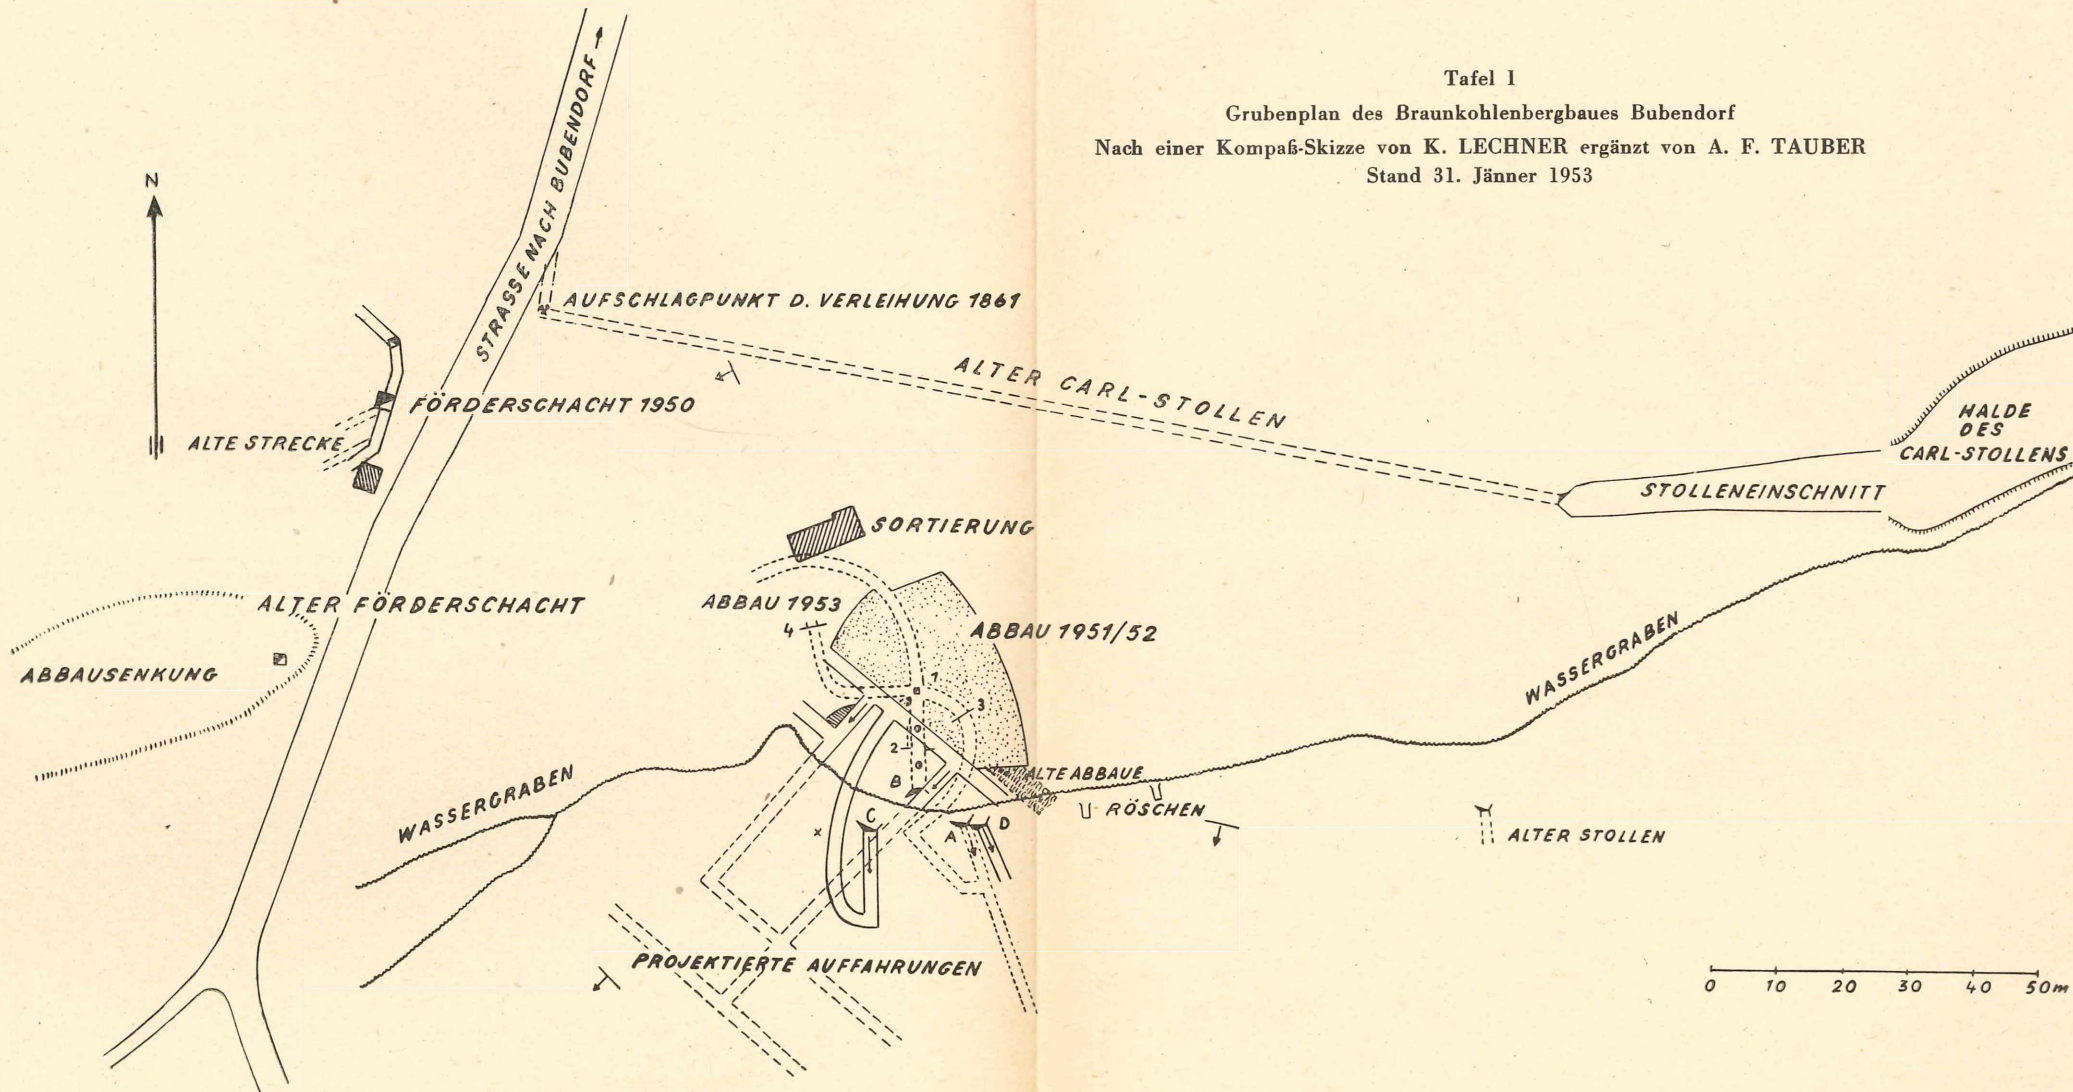 Tafel 1
Grubenplan des Braunkohlenbergbaues Bubendorf
Nach einer Kompaß-Skizze von K. LECHNER ergänzt von A. F. TAUBER
Stand 31. Jänner 1953
N
STRASSE NACH BUBENDORF
AUFSCHLAGPUNKT D. VERLEIHUNG 1861
ALTER CARL-STOLLEN
FÖRDERSCHACHT 1950
ALTE STRECKE
HALDE
DES
CARL-STOLLENS
STOLLENEINSCHNITT
SORTIERUNG
ALTER FÖRDERSCHACHT
ABBAU 1953
4
ABBAU 1951/52
ABBAUSENKUNG
WASSERGRABEN
1
3
2
B
ALTE ABBAUE
WASSERGRABEN
RÖSCHEN
C
A
D
x
ALTER STOLLEN
PROJEKTIERTE AUFFAHRUNGEN
0 10 20 30 40 50m